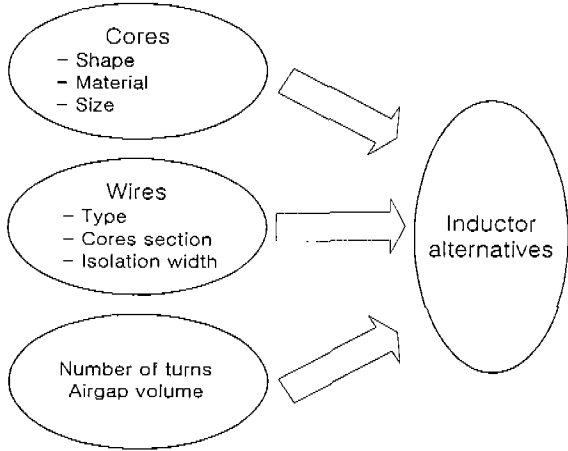 Cores
– Shape
– Material
– Size
Wires
– Type
– Cores section
– Isolation width
Number of turns
Airgap volume
Inductor
alternatives